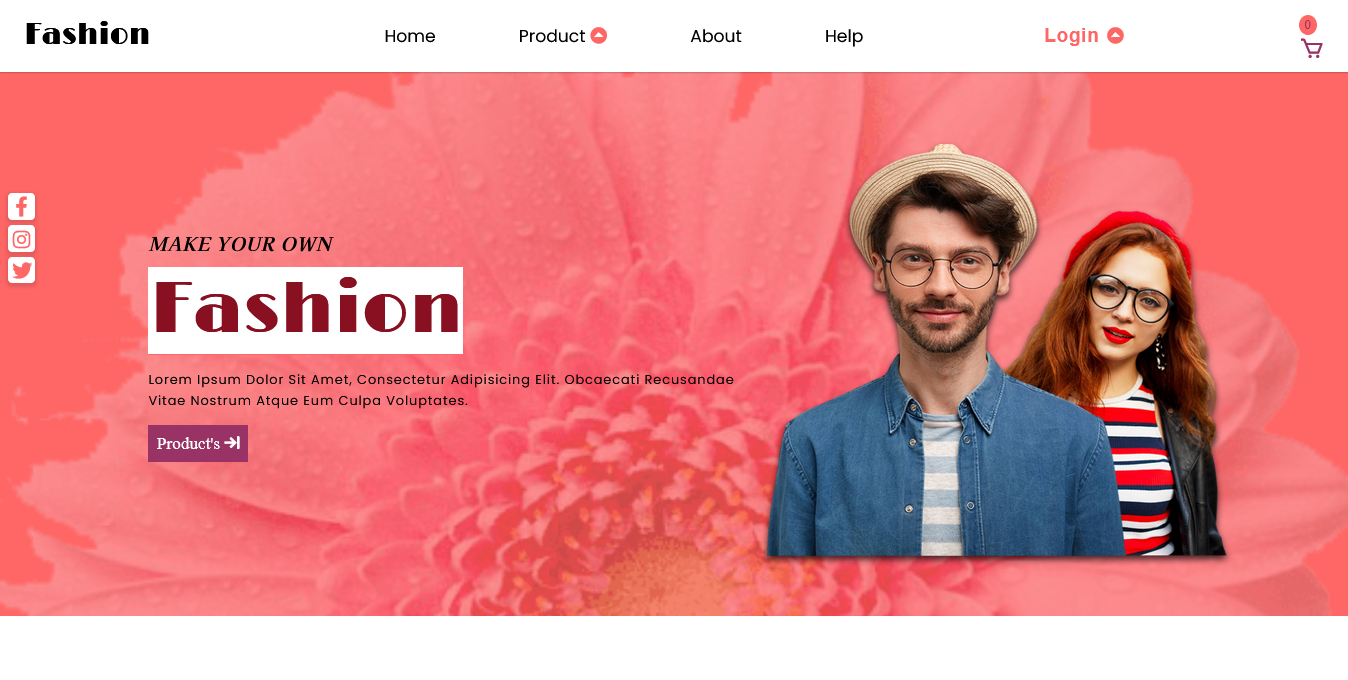 Fashion
Home
Product
About
Help
Login
0
MAKE YOUR OWN
Fashion
Lorem Ipsum Dolor Sit Amet, Consectetur Adipisicing Elit. Obcaecati Recusandae
Vitae Nostrum Atque Eum Culpa Voluptates.
Product's